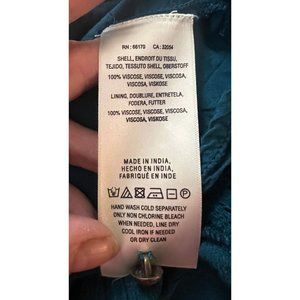 RN : 66170   CA : 32054
SHELL, ENDROIT DU TISSU,
TEJIDO, TESSUTO SHELL, OBERSTOFF
100% VISCOSE, VISCOSE, VISCOSE,
VISCOSA, VISKOSE
LINING, DOUBLURE, ENTRETELA,
FODERA, FUTTER
100% VISCOSE, VISCOSE, VISCOSE,
VISCOSA, VISKOSE
MADE IN INDIA,
HECHO EN INDIA,
FABRIQUÉ EN INDE
P
HAND WASH COLD SEPARATELY
ONLY NON CHLORINE BLEACH
WHEN NEEDED, LINE DRY
COOL IRON IF NEEDED
OR DRY CLEAN